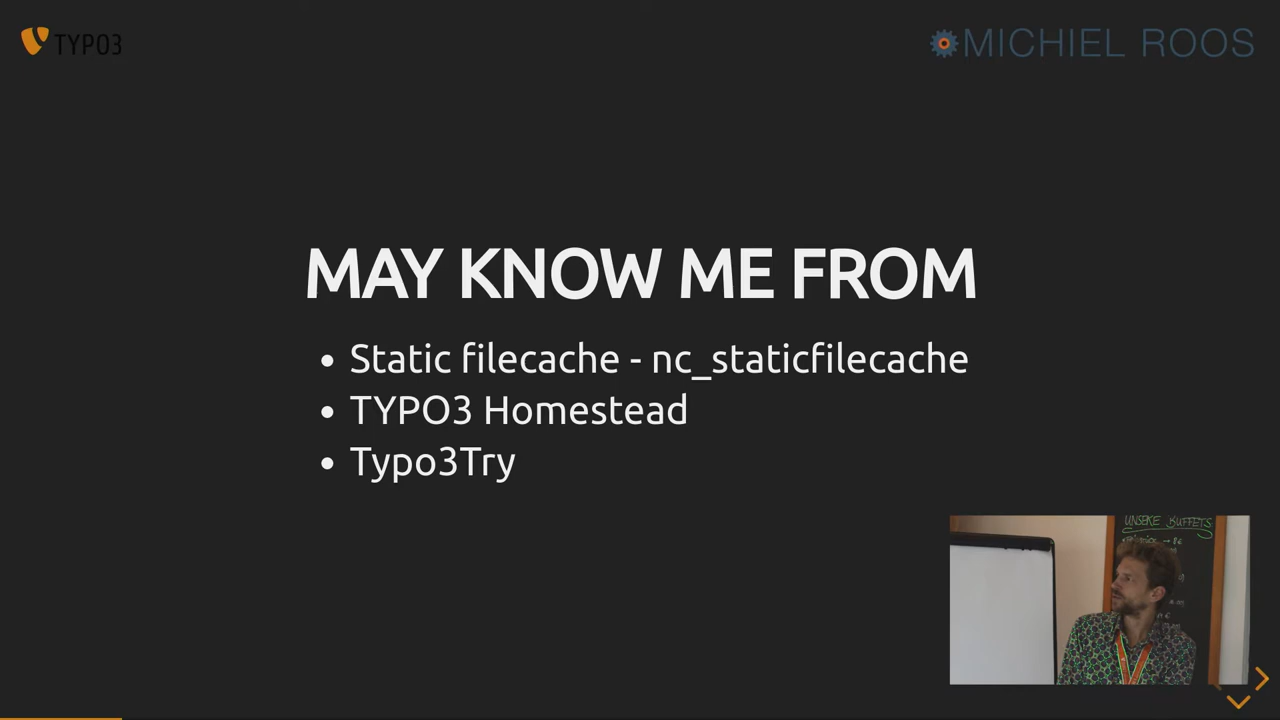 TYPO3
MICHIEL ROOS
MAY KNOW ME FROM
Static filecache - nc_staticfilecache
TYPO3 Homestead
Typo3Try
UNSERE BUFFETS